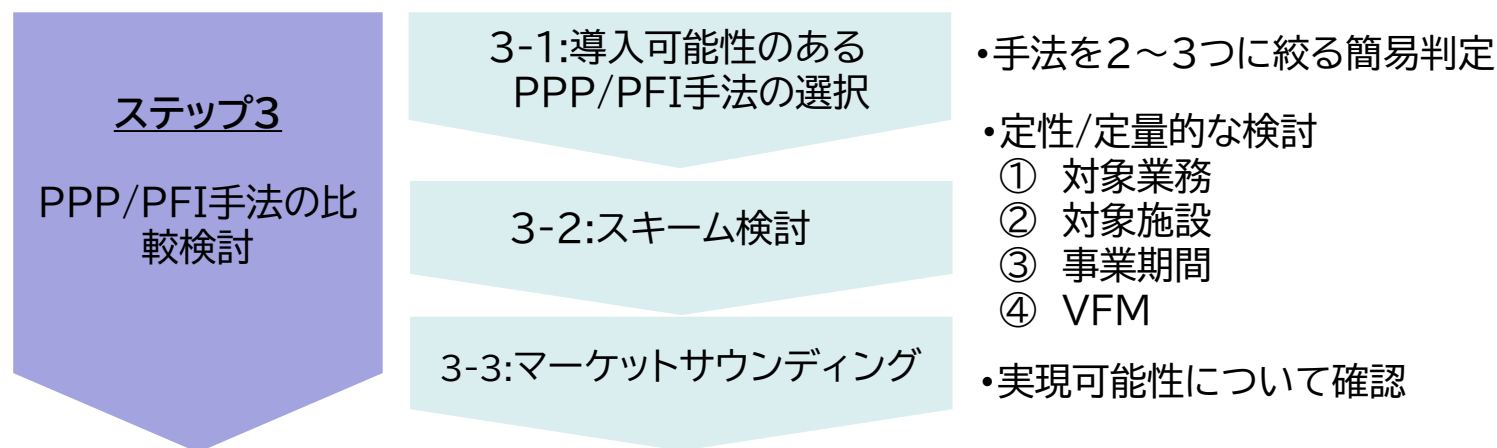 ステップ3
PPP/PFI手法の比
較検討
3-1:導入可能性のある
PPP/PFI手法の選択
3-2:スキーム検討
3-3:マーケットサウンディング
•手法を2～3つに絞る簡易判定
•定性/定量的な検討
① 対象業務
② 対象施設
③ 事業期間
④ VFM
•実現可能性について確認